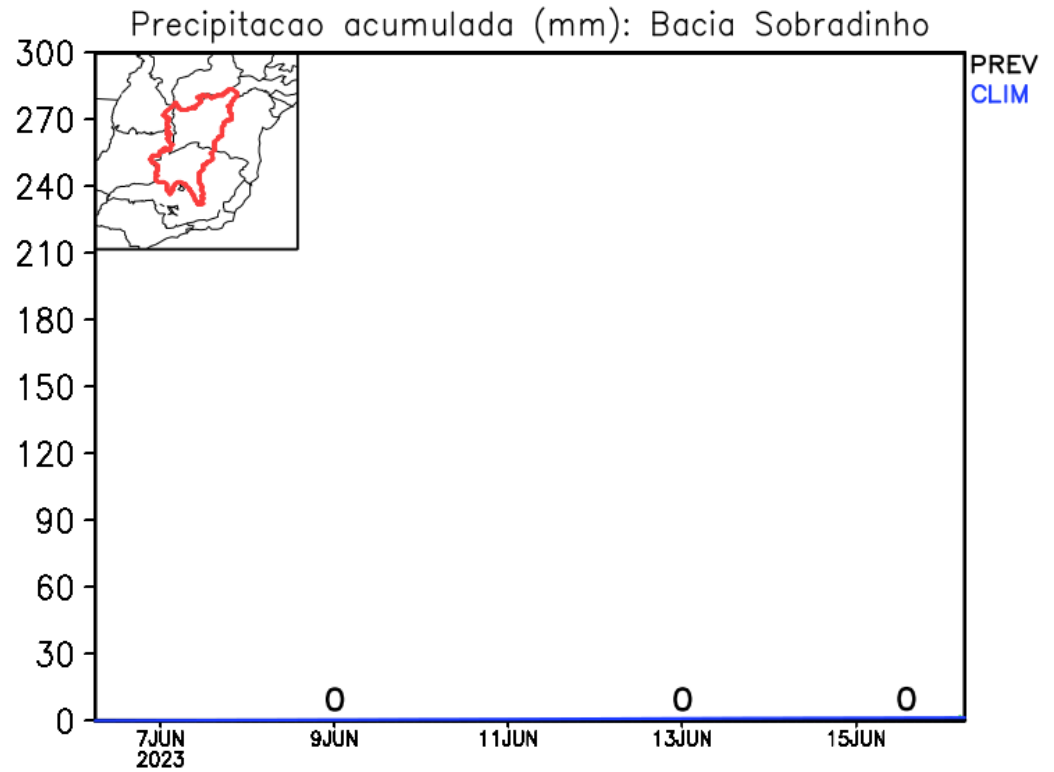 Precipitacao acumulada (mm): Bacia Sobradinho
PREV
CLIM
300
270
240
210
180
150
120
90
60
30
0
0 0 0
7JUN 9JUN 11JUN 13JUN 15JUN
2023